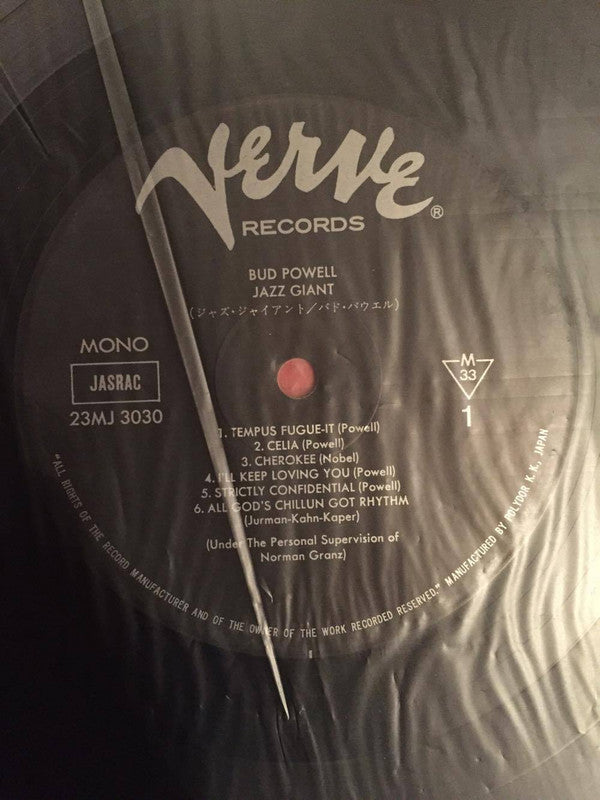 Verve®
RECORDS
BUD POWELL
JAZZ GIANT
(ジャズ・ジャイアント/バド・パウエル)
MONO
JASRAC
23MJ 3030
M
33
1
1. TEMPUS FUGUE-IT (Powell)
2. CELIA (Powell)
3. CHEROKEE (Nobel)
4. I'LL KEEP LOVING YOU (Powell)
5. STRICTLY CONFIDENTIAL (Powell)
6. ALL GOD'S CHILLUN GOT RHYTHM
(Jurman-Kahn-Kaper)
(Under The Personal Supervision of
Norman Granz)
"ALL RIGHTS OF THE RECORD MANUFACTURER AND OF THE OWNER OF THE WORK RECORDED RESERVED." MANUFACTURED BY POLYDOR K. K. JAPAN